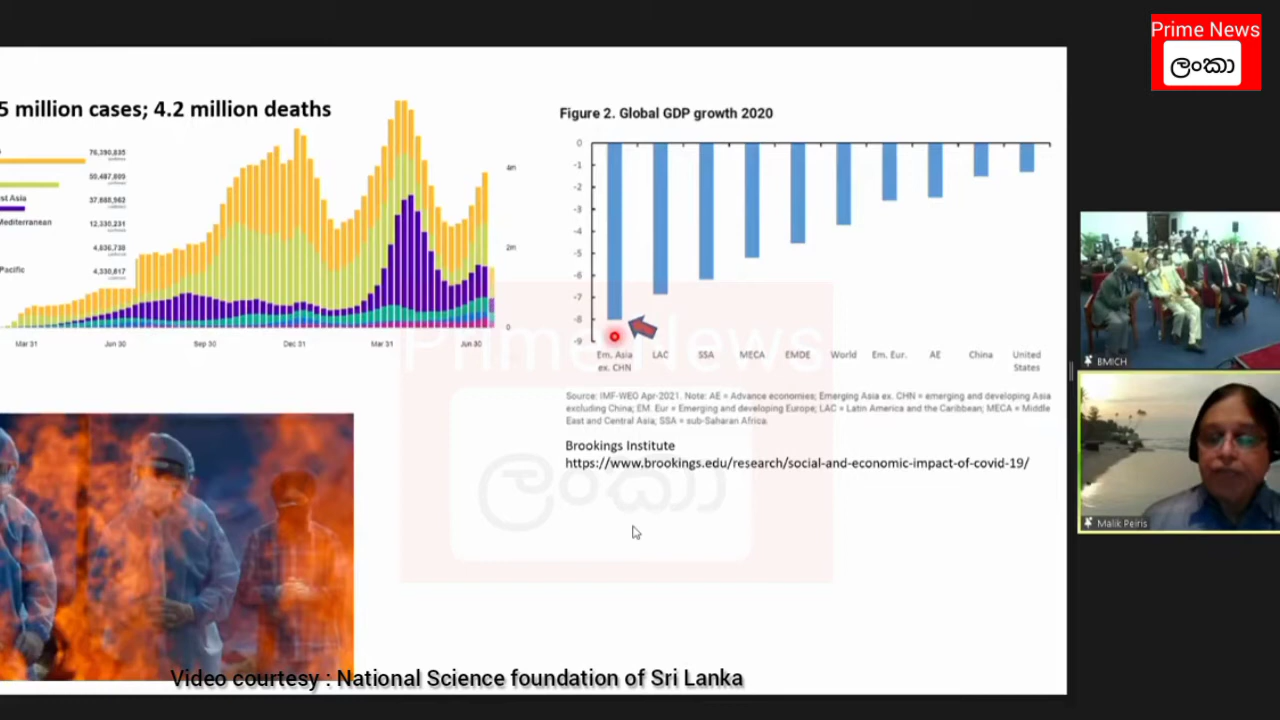 Prime News
ලංකා
5 million cases; 4.2 million deaths
76,390,835
59,487,809
st Asia
37,688,962
Mediterranean
12,330,231
4,836,738
Pacific
4,330,817
4m
2m
0
Mar 31
Jun 30
Sep 30
Dec 31
Mar 31
Jun 30
Figure 2. Global GDP growth 2020
0
-1
-2
-3
-4
-5
-6
-7
-8
-9
Em. Asia ex. CHN
LAC
SSA
MECA
EMDE
World
Em. Eur.
AE
China
United States
Source: IMF-WEO Apr-2021. Note: AE = Advance economies; Emerging Asia ex. CHN = emerging and developing Asia
excluding China; EM. Eur = Emerging and developing Europe; LAC = Latin America and the Caribbean; MECA = Middle
East and Central Asia, SSA = sub-Saharan Africa.
Brookings Institute
https://www.brookings.edu/research/social-and-economic-impact-of-covid-19/
Prime News
ලංකා
BMICH
Malik Peiris
Video courtesy : National Science foundation of Sri Lanka